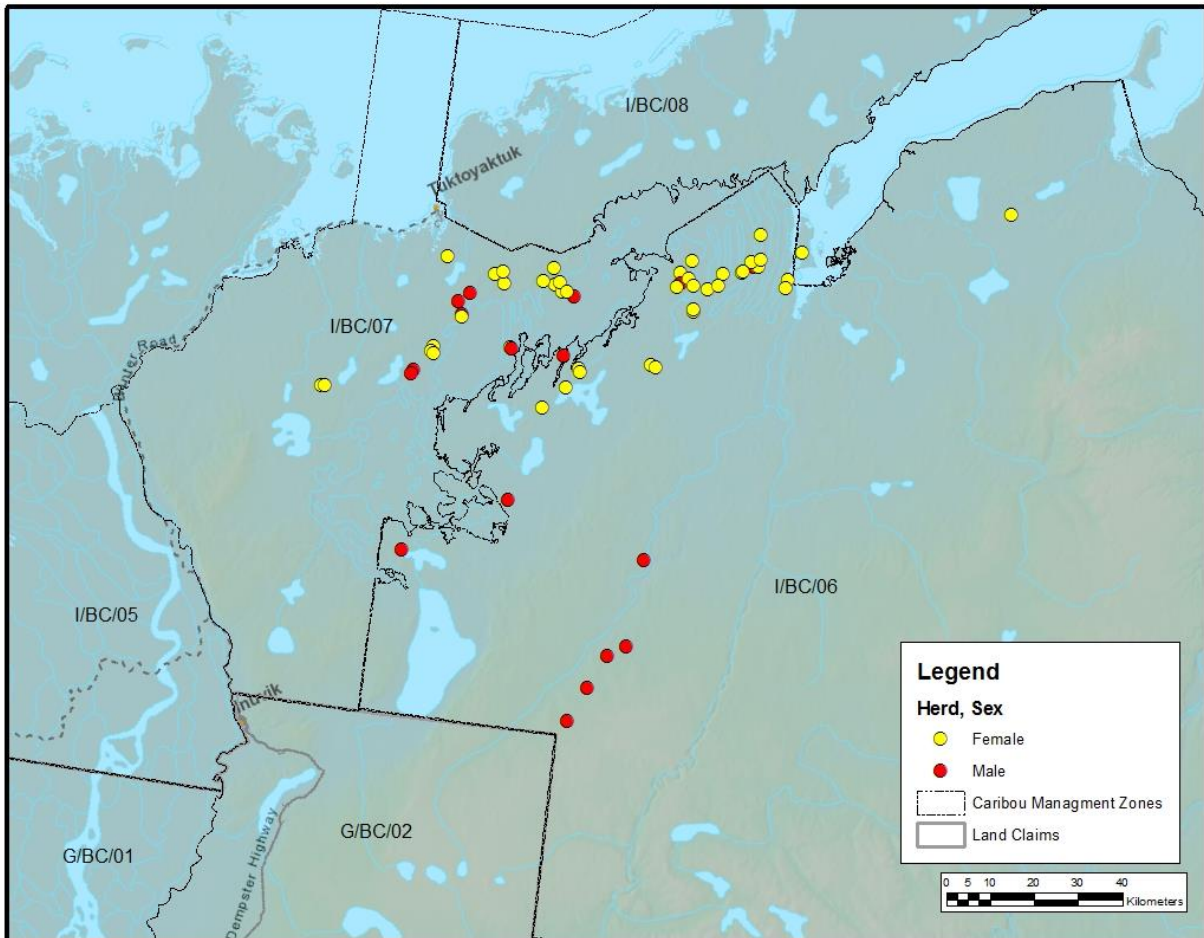 I/BC/08
Tuktoyaktuk
I/BC/07
Winter Road
I/BC/05
I/BC/06
Inuvik
G/BC/02
G/BC/01
Dempster Highway
Legend
Herd, Sex
Female
Male
Caribou Managment Zones
Land Claims
0 5 10 20 30 40
Kilometers